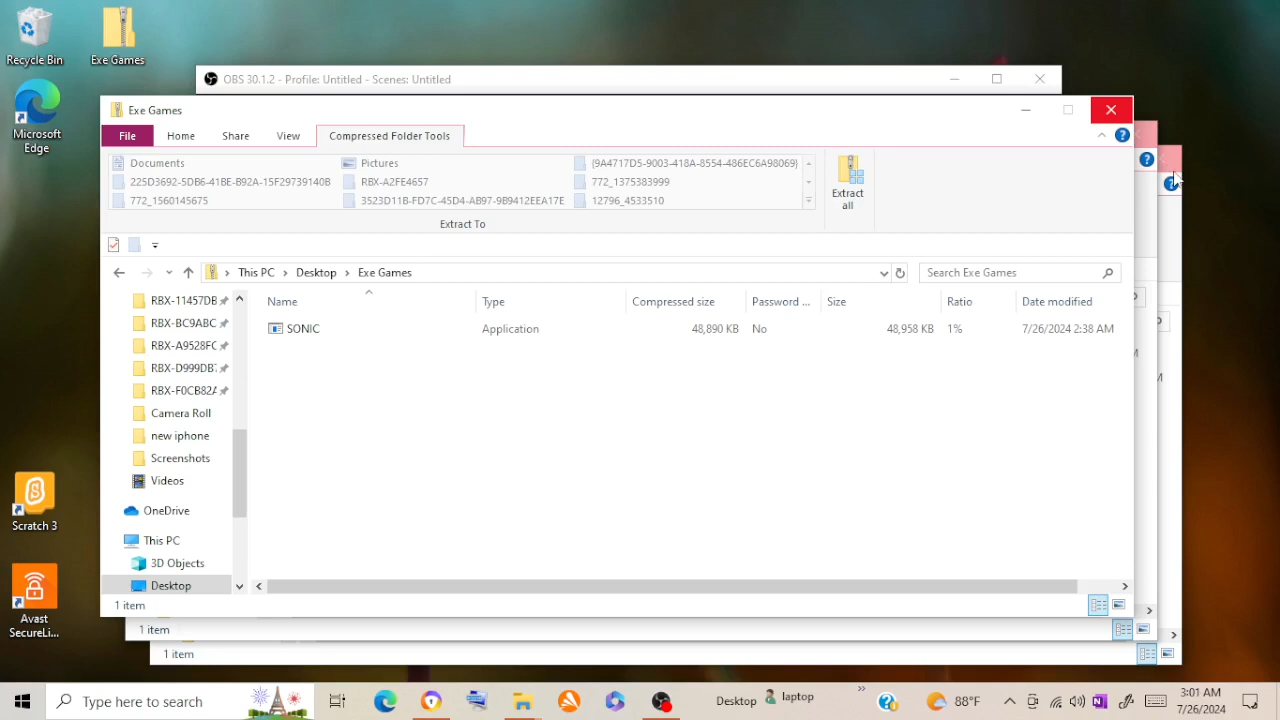 Recycle Bin
Exe Games
Microsoft
Edge
Scratch 3
Avast
SecureLi...
OBS 30.1.2 - Profile: Untitled - Scenes: Untitled
Exe Games
File Home Share View Compressed Folder Tools
Documents Pictures {9A4717D5-9003-418A-8554-486EC6A98069}
225D3692-5DB6-41BE-B92A-15F29739140B RBX-A2FE4657 772_1375383999
772_1560145675 3523D11B-FD7C-45D4-AB97-9B9412EEA17E 12796_4533510
Extract
all
Extract To
This PC Desktop Exe Games Search Exe Games
Name Type Compressed size Password ... Size Ratio Date modified
SONIC Application 48,890 KB No 48,958 KB 1% 7/26/2024 2:38 AM
RBX-11457DB
RBX-BC9ABC
RBX-A9528FC
RBX-D999DB
RBX-F0CB82A
Camera Roll
new iphone
Screenshots
Videos
OneDrive
This PC
3D Objects
Desktop
1 item
1 item
1 item
M
M
Type here to search Desktop laptop 88°F 3:01 AM
7/26/2024